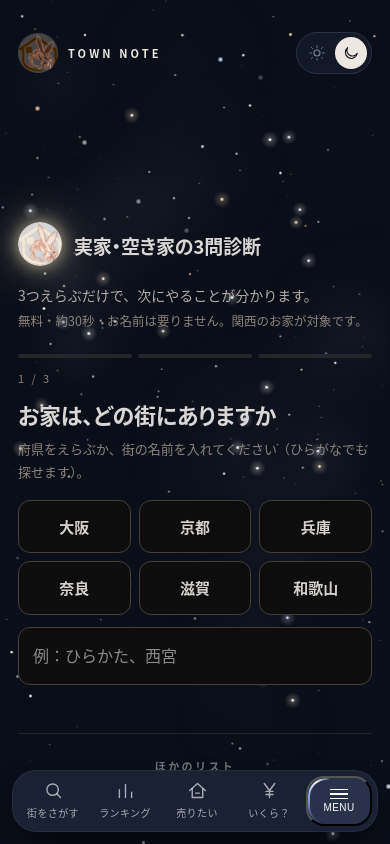 TOWN NOTE
実家・空き家の3問診断
3つえらぶだけで、次にやることが分かります。
無料・約30秒・お名前は要りません。関西のお家が対象です。
1 / 3
お家は、どの街にありますか
府県をえらぶか、街の名前を入れてください（ひらがなでも
探せます）。
大阪
京都
兵庫
奈良
滋賀
和歌山
例：ひらかた、西宮
ほかのリスト
街をさがす
ランキング
売りたい
いくら？
MENU